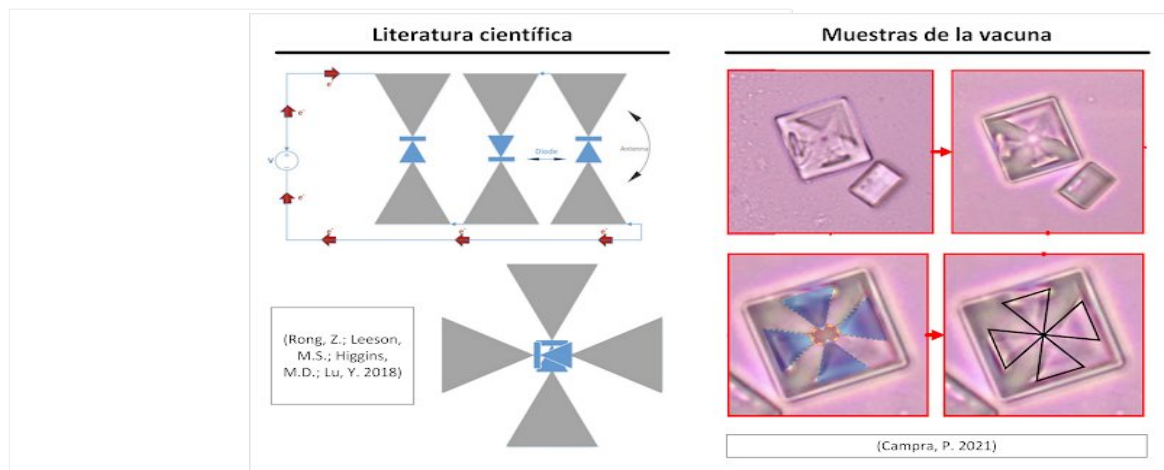 Literatura científica
Muestras de la vacuna
e⁻
e⁻
V
Diode
Antenna
e⁻
e⁻
e⁻
e⁻
(Rong, Z.; Leeson,
M.S.; Higgins,
M.D.; Lu, Y. 2018)
(Campra, P. 2021)